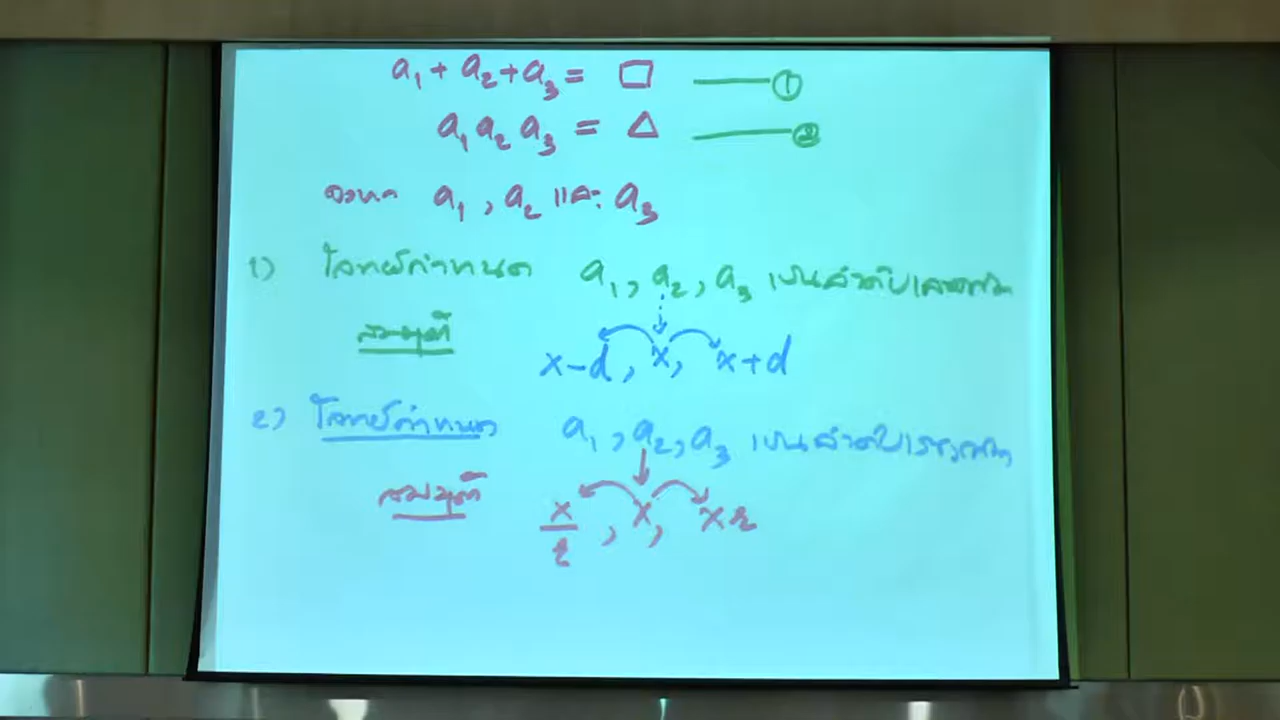 a₁ + a₂ + a₃ = □ ——— ①
a₁ a₂ a₃ = △ ——— ②
จงหา a₁ , a₂ และ a₃
1) โจทย์กำหนด a₁ , a₂ , a₃ เป็นลำดับเลขคณิต
สมมุติ x-d , x, x+d
2) โจทย์กำหนด a₁ , a₂, a₃ เป็นลำดับเรขาคณิต
สมมุติ x/r , x, xr